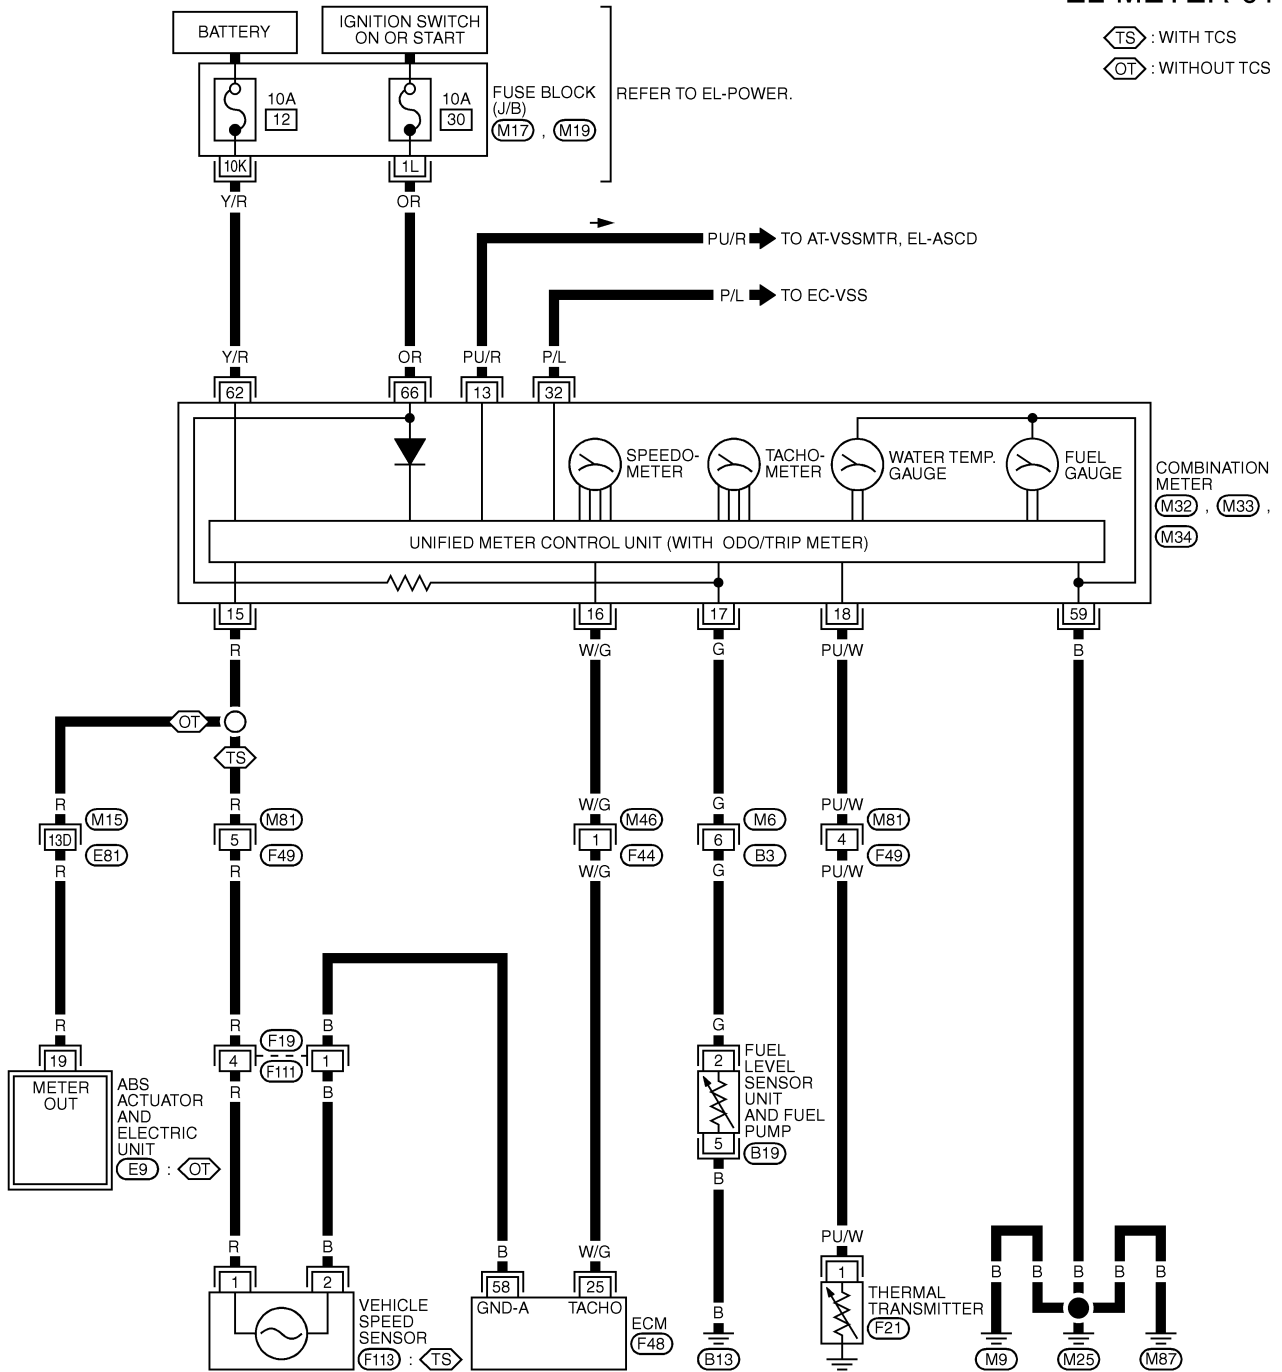 BATTERY
IGNITION SWITCH
ON OR START
TS : WITH TCS
OT : WITHOUT TCS
10A
12
10A
30
FUSE BLOCK
(J/B)
M17 , M19
REFER TO EL-POWER.
10K
1L
Y/R
OR
PU/R
TO AT-VSSMTR, EL-ASCD
P/L
TO EC-VSS
Y/R
OR
PU/R
P/L
62
66
13
32
SPEEDO-
METER
TACHO-
METER
WATER TEMP.
GAUGE
FUEL
GAUGE
COMBINATION
METER
M32 , M33 ,
M34
UNIFIED METER CONTROL UNIT (WITH ODO/TRIP METER)
15
16
17
18
59
R
W/G
G
PU/W
B
OT
TS
R
R
W/G
G
PU/W
M15
M81
M46
M6
M81
13D
5
1
6
4
E81
F49
F44
B3
F49
R
R
W/G
G
PU/W
R
R
B
G
19
4
F19
F111
1
2
R
B
METER
OUT
ABS
ACTUATOR
AND
ELECTRIC
UNIT
E9 : OT
FUEL
LEVEL
SENSOR
UNIT
AND FUEL
PUMP
B19
5
B
R
B
B
W/G
PU/W
1
2
58
25
1
GND-A
TACHO
VEHICLE
SPEED
SENSOR
F113 : TS
ECM
F48
B
B13
THERMAL
TRANSMITTER
F21
B
B
B
B
B
M9
M25
M87